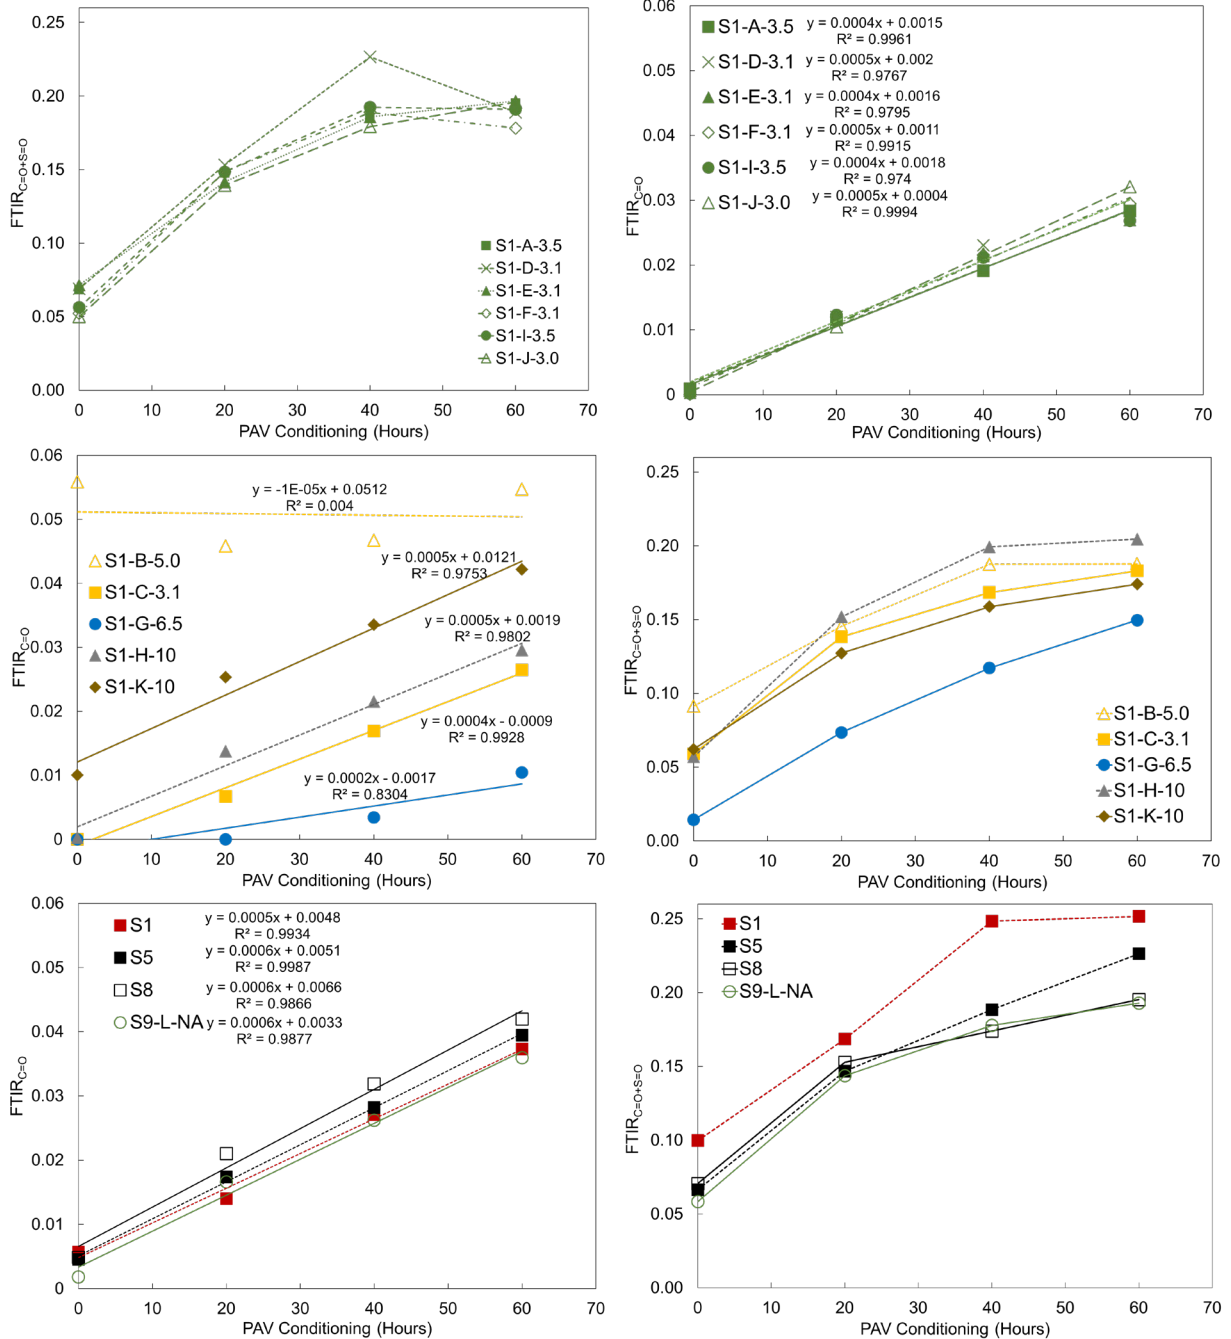 0.25
0.20
0.15
0.10
0.05
0.00
FTIR C=O+S=O
S1-A-3.5
S1-D-3.1
S1-E-3.1
S1-F-3.1
S1-I-3.5
S1-J-3.0
0 10 20 30 40 50 60 70
PAV Conditioning (Hours)
0.06
0.05
0.04
0.03
0.02
0.01
0
FTIR C=O
S1-A-3.5 y = 0.0004x + 0.0015
R² = 0.9961
S1-D-3.1 y = 0.0005x + 0.002
R² = 0.9767
S1-E-3.1 y = 0.0004x + 0.0016
R² = 0.9795
S1-F-3.1 y = 0.0005x + 0.0011
R² = 0.9915
S1-I-3.5 y = 0.0004x + 0.0018
R² = 0.974
S1-J-3.0 y = 0.0005x + 0.0004
R² = 0.9994
0 10 20 30 40 50 60 70
PAV Conditioning (Hours)
0.06
0.05
0.04
0.03
0.02
0.01
0
FTIR C=O
y = -1E-05x + 0.0512
R² = 0.004
S1-B-5.0
S1-C-3.1
S1-G-6.5
S1-H-10
S1-K-10
y = 0.0005x + 0.0121
R² = 0.9753
y = 0.0005x + 0.0019
R² = 0.9802
y = 0.0004x - 0.0009
R² = 0.9928
y = 0.0002x - 0.0017
R² = 0.8304
0 10 20 30 40 50 60 70
PAV Conditioning (Hours)
0.25
0.20
0.15
0.10
0.05
0.00
FTIR C=O+S=O
S1-B-5.0
S1-C-3.1
S1-G-6.5
S1-H-10
S1-K-10
0 10 20 30 40 50 60 70
PAV Conditioning (Hours)
0.06
0.05
0.04
0.03
0.02
0.01
0
FTIR C=O
S1 y = 0.0005x + 0.0048
R² = 0.9934
S5 y = 0.0006x + 0.0051
R² = 0.9987
S8 y = 0.0006x + 0.0066
R² = 0.9866
S9-L-NA y = 0.0006x + 0.0033
R² = 0.9877
0 10 20 30 40 50 60 70
PAV Conditioning (Hours)
0.25
0.20
0.15
0.10
0.05
0.00
FTIR C=O+S=O
S1
S5
S8
S9-L-NA
0 10 20 30 40 50 60 70
PAV Conditioning (Hours)